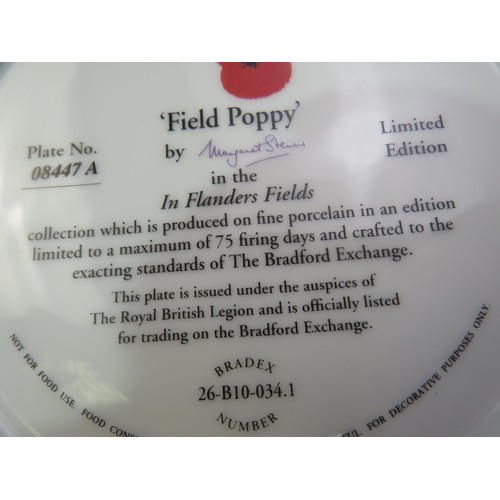 'Field Poppy'
Plate No.
08447 A
by Margaret Stevens
Limited
Edition
in the
In Flanders Fields
collection which is produced on fine porcelain in an edition
limited to a maximum of 75 firing days and crafted to the
exacting standards of The Bradford Exchange.
This plate is issued under the auspices of
The Royal British Legion and is officially listed
for trading on the Bradford Exchange.
BRADEX
26-B10-034.1
NUMBER
NOT FOR FOOD USE. FOOD
FOR DECORATIVE PURPOSES ONLY.